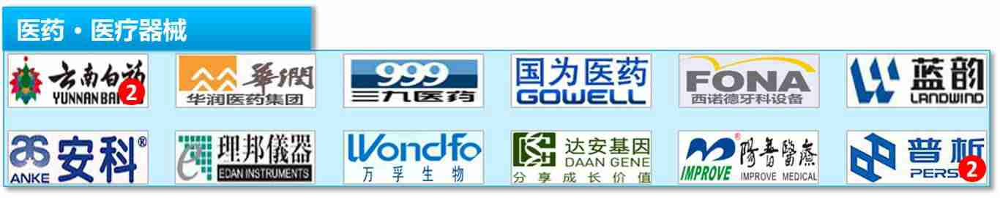 医药·医疗器械
云南白药
YUNNAN BAI
2
華潤
华润医药集团
999
三九医药
国为医药
GOWELL
FONA
西诺德牙科设备
蓝韵
LANDWIND
安科®
ANKE
理邦儀器
EDAN INSTRUMENTS
Wondfo
万孚生物
达安基因
DAAN GENE
分享成长价值
陽普醫療®
IMPROVE
IMPROVE MEDICAL
普析
PERS
2